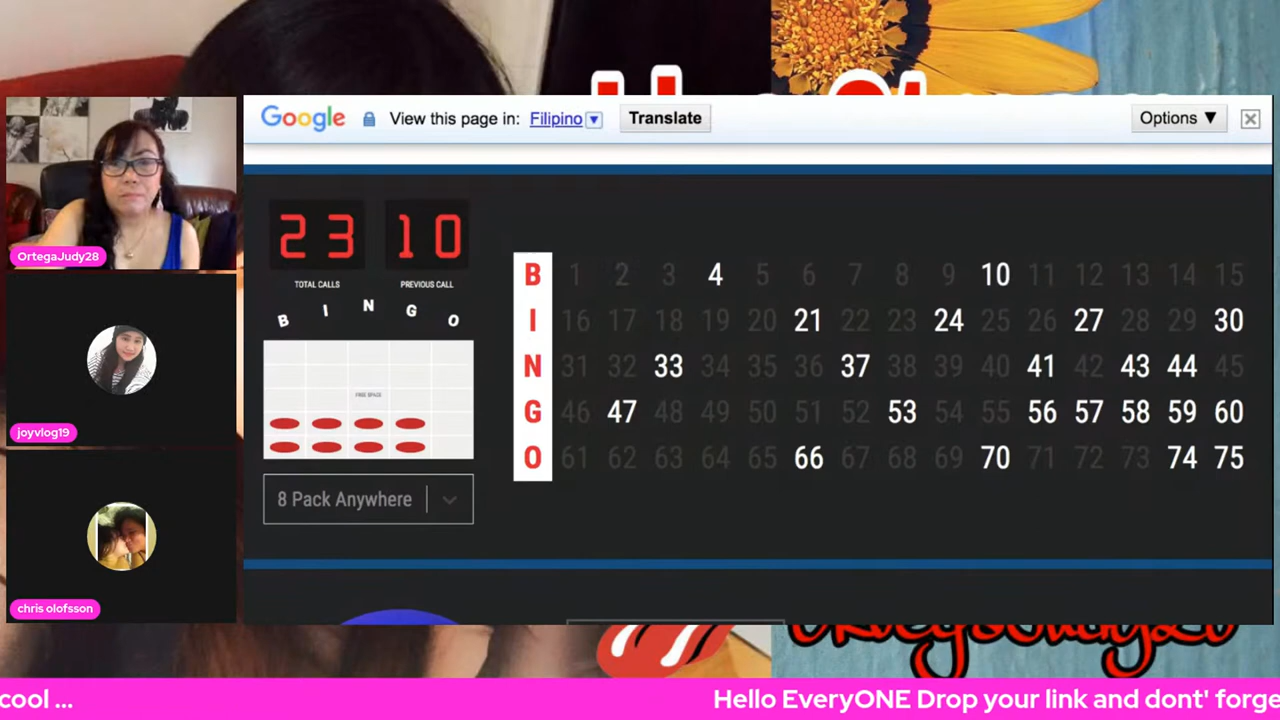 Google View this page in: Filipino Translate Options ▼
23 10
TOTAL CALLS PREVIOUS CALL
B I N G O
FREE SPACE
8 Pack Anywhere
B 1 2 3 4 5 6 7 8 9 10 11 12 13 14 15
I 16 17 18 19 20 21 22 23 24 25 26 27 28 29 30
N 31 32 33 34 35 36 37 38 39 40 41 42 43 44 45
G 46 47 48 49 50 51 52 53 54 55 56 57 58 59 60
O 61 62 63 64 65 66 67 68 69 70 71 72 73 74 75
OrtegaJudy28
joyvlog19
chris olofsson
cool ... Hello EveryONE Drop your link and dont' forge